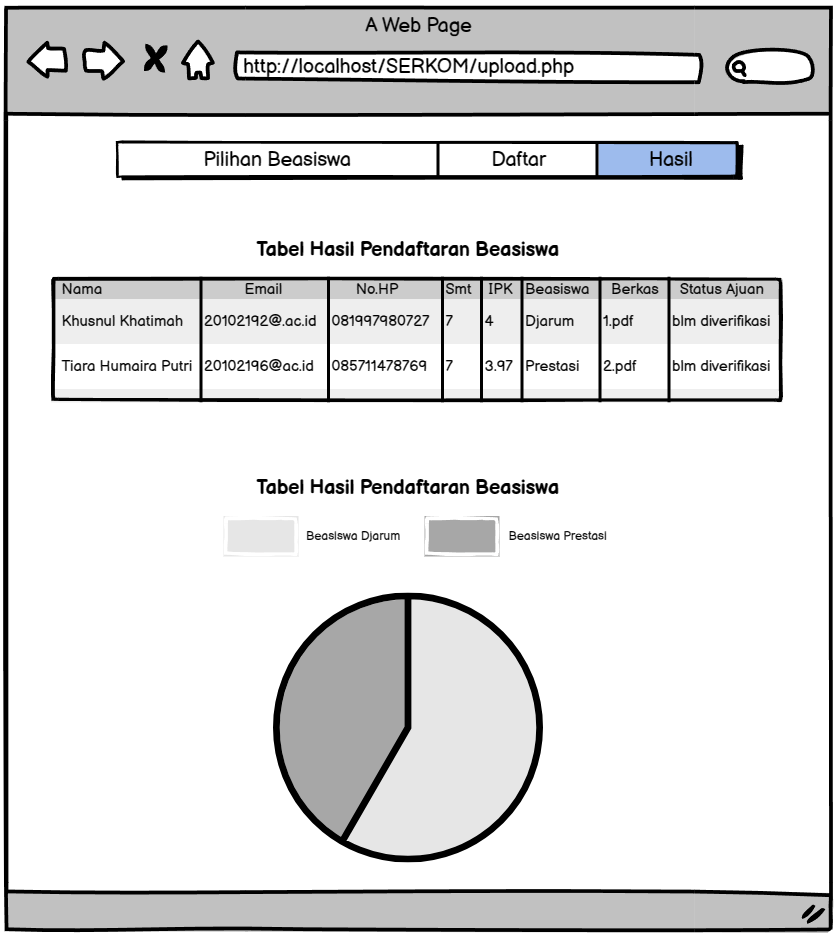 A Web Page
http://localhost/SERKOM/upload.php
Pilihan Beasiswa Daftar Hasil
Tabel Hasil Pendaftaran Beasiswa
Nama Email No.HP Smt IPK Beasiswa Berkas Status Ajuan
Khusnul Khatimah 20102192@.ac.id 081997980727 7 4 Djarum 1.pdf blm diverifikasi
Tiara Humaira Putri 20102196@ac.id 085711478769 7 3.97 Prestasi 2.pdf blm diverifikasi
Tabel Hasil Pendaftaran Beasiswa
Beasiswa Djarum Beasiswa Prestasi